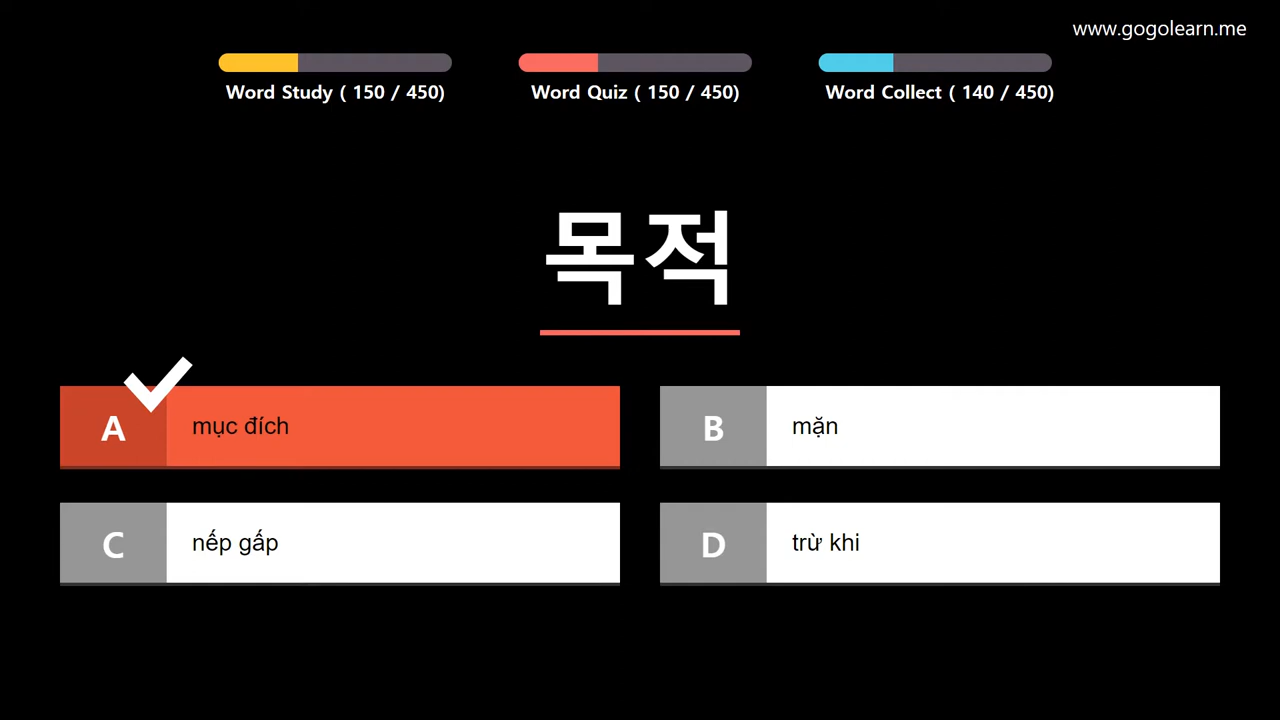 www.gogolearn.me
Word Study ( 150 / 450)
Word Quiz ( 150 / 450)
Word Collect ( 140 / 450)
목적
A mục đích
B mặn
C nếp gấp
D trừ khi